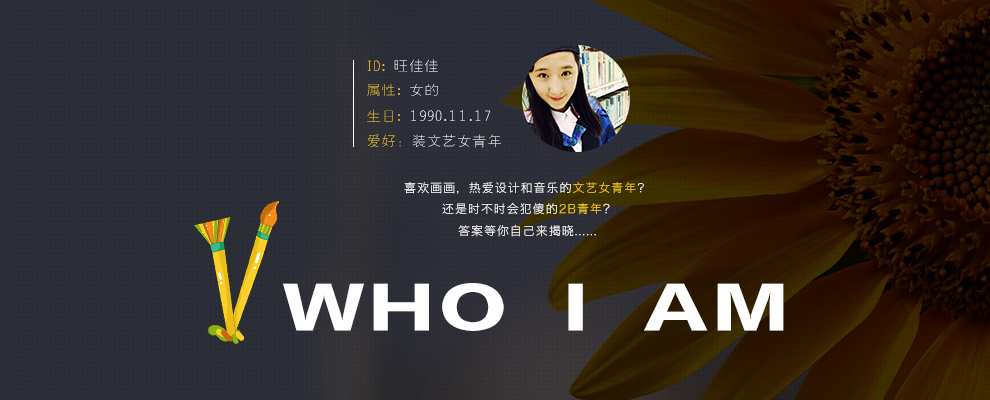 ID: 旺佳佳
属性: 女的
生日: 1990.11.17
爱好: 装文艺女青年
喜欢画画，热爱设计和音乐的文艺女青年?
还是时不时会犯傻的2B青年?
答案等你自己来揭晓......
WHO I AM